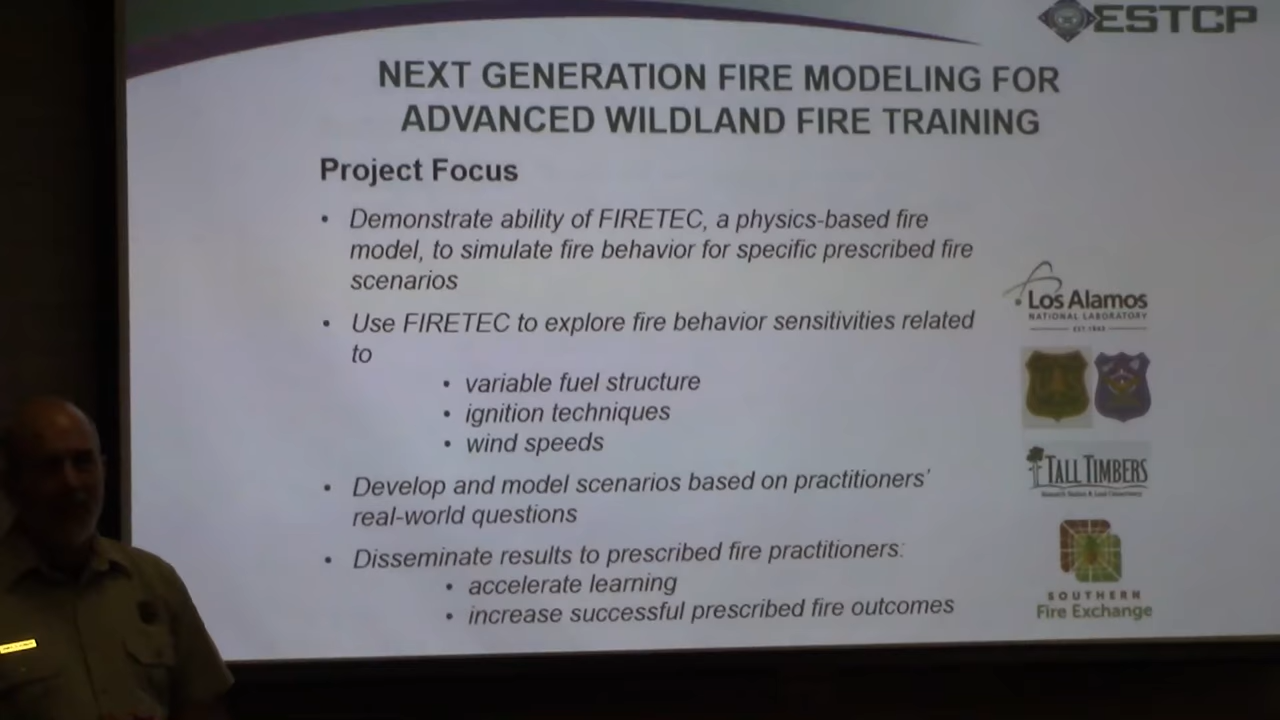 ESTCP
NEXT GENERATION FIRE MODELING FOR
ADVANCED WILDLAND FIRE TRAINING
Project Focus
• Demonstrate ability of FIRETEC, a physics-based fire
model, to simulate fire behavior for specific prescribed fire
scenarios
• Use FIRETEC to explore fire behavior sensitivities related
to
• variable fuel structure
• ignition techniques
• wind speeds
• Develop and model scenarios based on practitioners'
real-world questions
• Disseminate results to prescribed fire practitioners:
• accelerate learning
• increase successful prescribed fire outcomes
Los Alamos
NATIONAL LABORATORY
EST. 1943
TALL TIMBERS
SOUTHERN
Fire Exchange